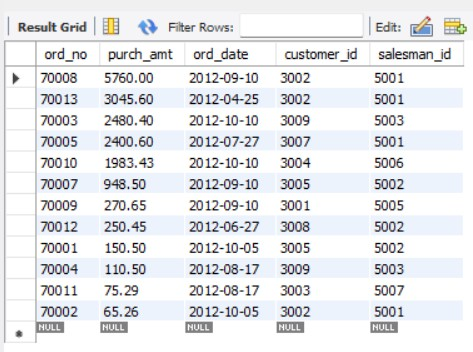 Result Grid Filter Rows: Edit:
ord_no purch_amt ord_date customer_id salesman_id
70008 5760.00 2012-09-10 3002 5001
70013 3045.60 2012-04-25 3002 5001
70003 2480.40 2012-10-10 3009 5003
70005 2400.60 2012-07-27 3007 5001
70010 1983.43 2012-10-10 3004 5006
70007 948.50 2012-09-10 3005 5002
70009 270.65 2012-09-10 3001 5005
70012 250.45 2012-06-27 3008 5002
70001 150.50 2012-10-05 3005 5002
70004 110.50 2012-08-17 3009 5003
70011 75.29 2012-08-17 3003 5007
70002 65.26 2012-10-05 3002 5001
NULL NULL NULL NULL NULL